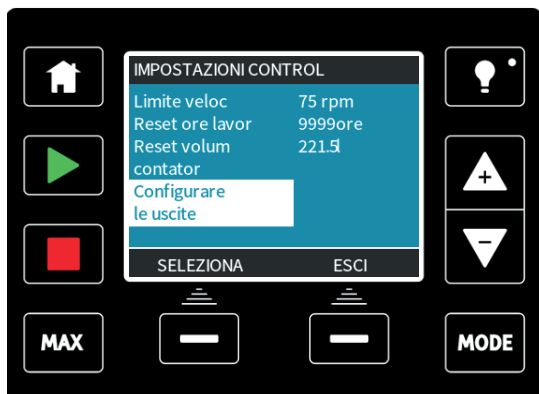 IMPOSTAZIONI CONTROL
Limite veloc 75 rpm
Reset ore lavor 9999ore
Reset volum 221.5l
contator
Configurare
le uscite
SELEZIONA ESCI
MAX
MODE